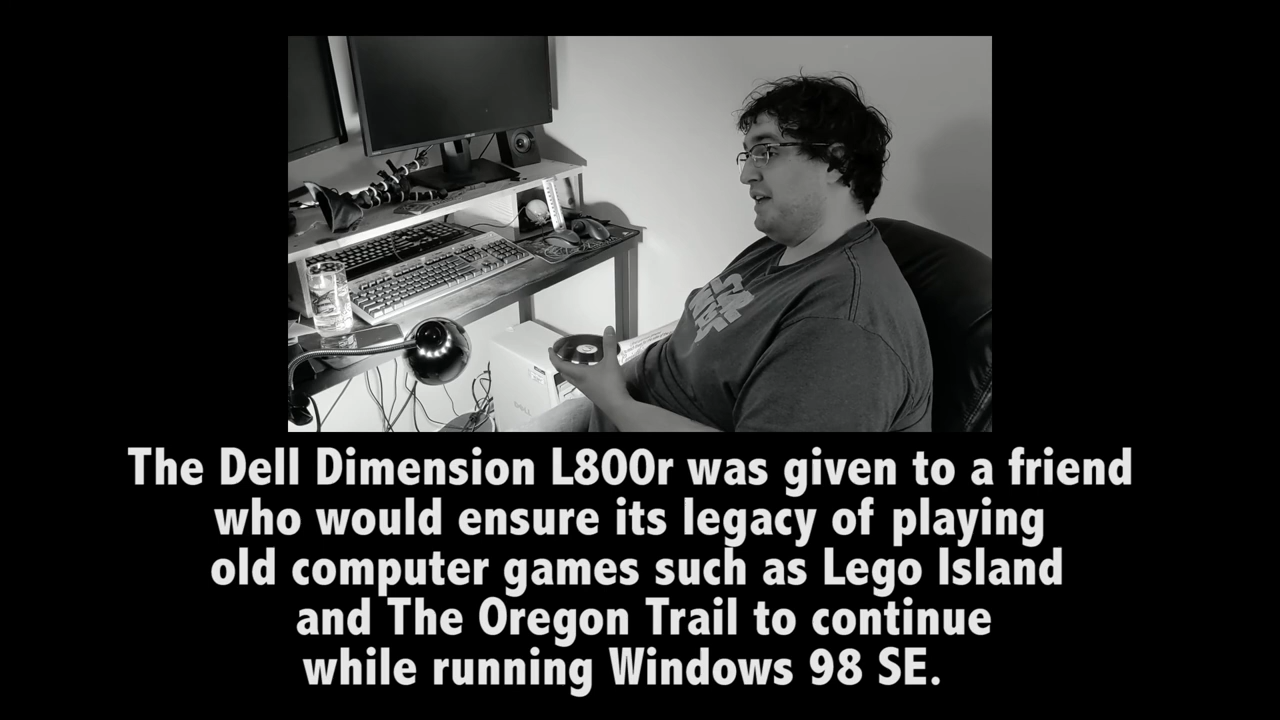 DELL
The Dell Dimension L800r was given to a friend
who would ensure its legacy of playing
old computer games such as Lego Island
and The Oregon Trail to continue
while running Windows 98 SE.